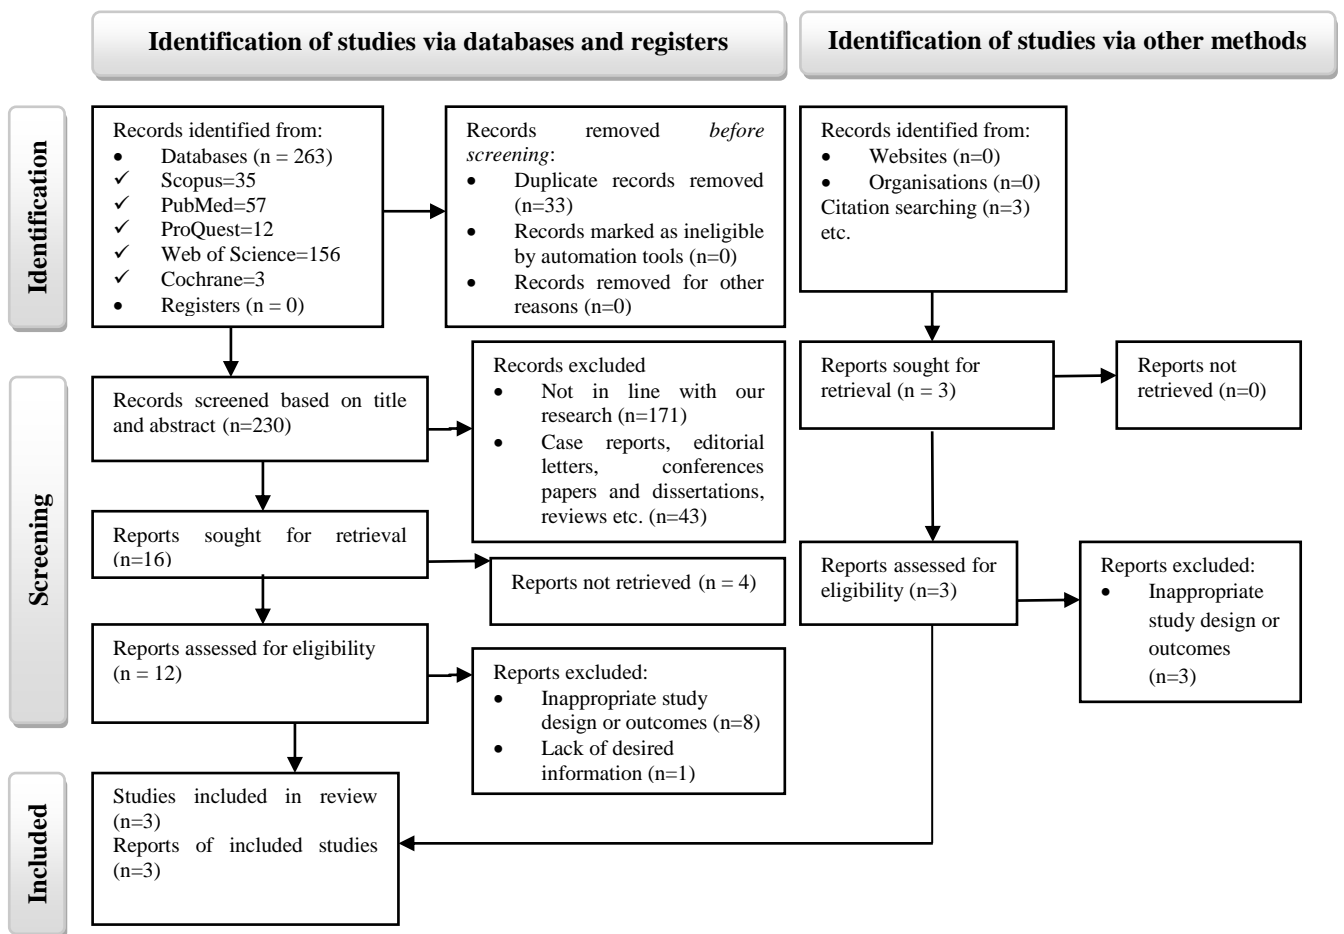 Identification of studies via databases and registers
Identification of studies via other methods
Identification
Records identified from:
• Databases (n = 263)
✓ Scopus=35
✓ PubMed=57
✓ ProQuest=12
✓ Web of Science=156
✓ Cochrane=3
• Registers (n = 0)
Records removed before
screening:
• Duplicate records removed
(n=33)
• Records marked as ineligible
by automation tools (n=0)
• Records removed for other
reasons (n=0)
Records identified from:
• Websites (n=0)
• Organisations (n=0)
Citation searching (n=3)
etc.
Screening
Records screened based on title
and abstract (n=230)
Records excluded
• Not in line with our
research (n=171)
• Case reports, editorial
letters, conferences
papers and dissertations,
reviews etc. (n=43)
Reports sought for
retrieval (n = 3)
Reports not
retrieved (n=0)
Reports sought for retrieval
(n=16)
Reports not retrieved (n = 4)
Reports assessed for
eligibility (n=3)
Reports excluded:
• Inappropriate
study design or
outcomes
(n=3)
Reports assessed for eligibility
(n = 12)
Reports excluded:
• Inappropriate study
design or outcomes (n=8)
• Lack of desired
information (n=1)
Included
Studies included in review
(n=3)
Reports of included studies
(n=3)